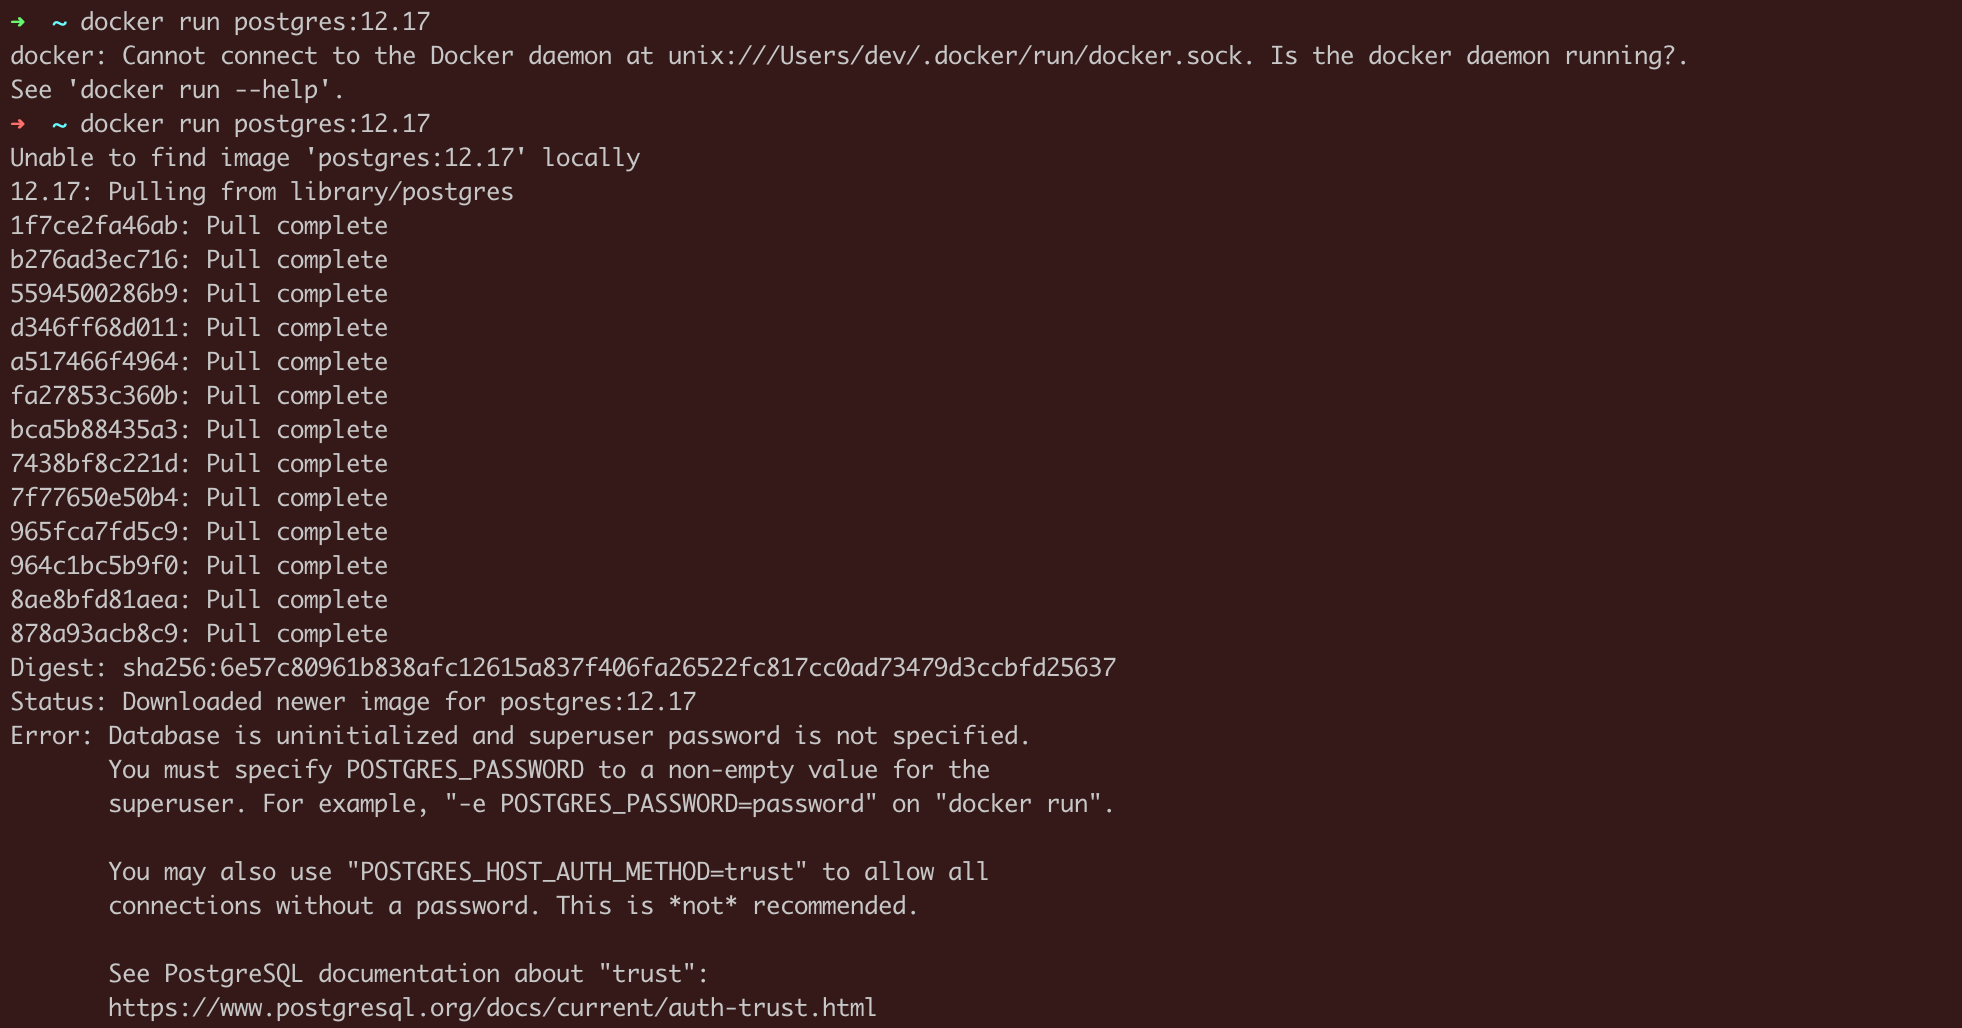 ➜  ~ docker run postgres:12.17
docker: Cannot connect to the Docker daemon at unix:///Users/dev/.docker/run/docker.sock. Is the docker daemon running?.
See 'docker run --help'.
➜  ~ docker run postgres:12.17
Unable to find image 'postgres:12.17' locally
12.17: Pulling from library/postgres
1f7ce2fa46ab: Pull complete
b276ad3ec716: Pull complete
5594500286b9: Pull complete
d346ff68d011: Pull complete
a517466f4964: Pull complete
fa27853c360b: Pull complete
bca5b88435a3: Pull complete
7438bf8c221d: Pull complete
7f77650e50b4: Pull complete
965fca7fd5c9: Pull complete
964c1bc5b9f0: Pull complete
8ae8bfd81aea: Pull complete
878a93acb8c9: Pull complete
Digest: sha256:6e57c80961b838afc12615a837f406fa26522fc817cc0ad73479d3ccbfd25637
Status: Downloaded newer image for postgres:12.17
Error: Database is uninitialized and superuser password is not specified.
       You must specify POSTGRES_PASSWORD to a non-empty value for the
       superuser. For example, "-e POSTGRES_PASSWORD=password" on "docker run".

       You may also use "POSTGRES_HOST_AUTH_METHOD=trust" to allow all
       connections without a password. This is *not* recommended.

       See PostgreSQL documentation about "trust":
       https://www.postgresql.org/docs/current/auth-trust.html